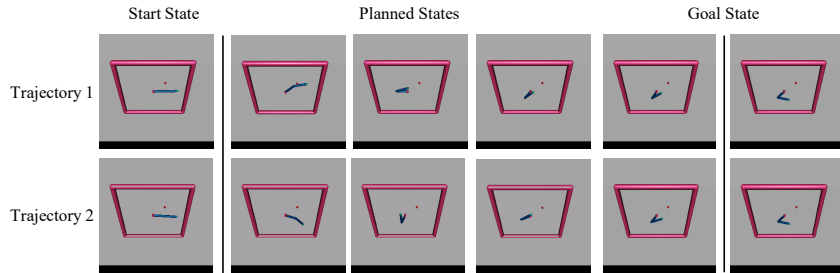 Start State
Planned States
Goal State
Trajectory 1
Trajectory 2